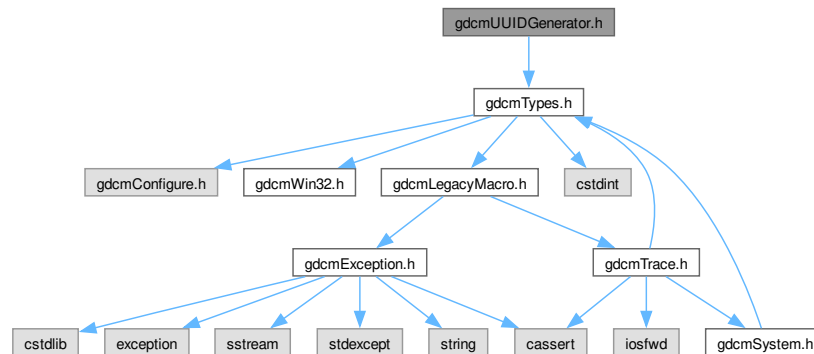 gdcmUUIDGenerator.h
gdcmTypes.h
gdcmConfigure.h
gdcmWin32.h
gdcmLegacyMacro.h
cstdint
gdcmException.h
gdcmTrace.h
cstdlib
exception
sstream
stdexcept
string
cassert
iosfwd
gdcmSystem.h